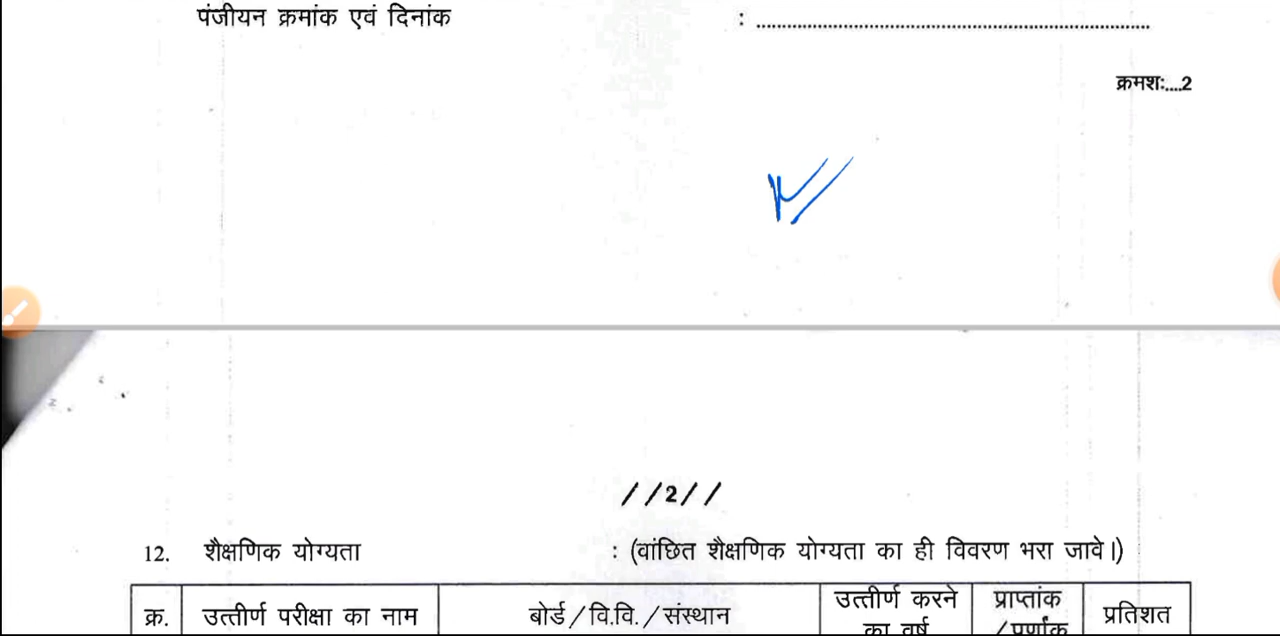 पंजीयन क्रमांक एवं दिनांक : ......................................................................................
क्रमशः....2
//2//
12. शैक्षणिक योग्यता : (वांछित शैक्षणिक योग्यता का ही विवरण भरा जावे।)
क्र. उत्तीर्ण परीक्षा का नाम बोर्ड/वि.वि./संस्थान उत्तीर्ण करने का वर्ष प्राप्तांक /पूर्णांक प्रतिशत